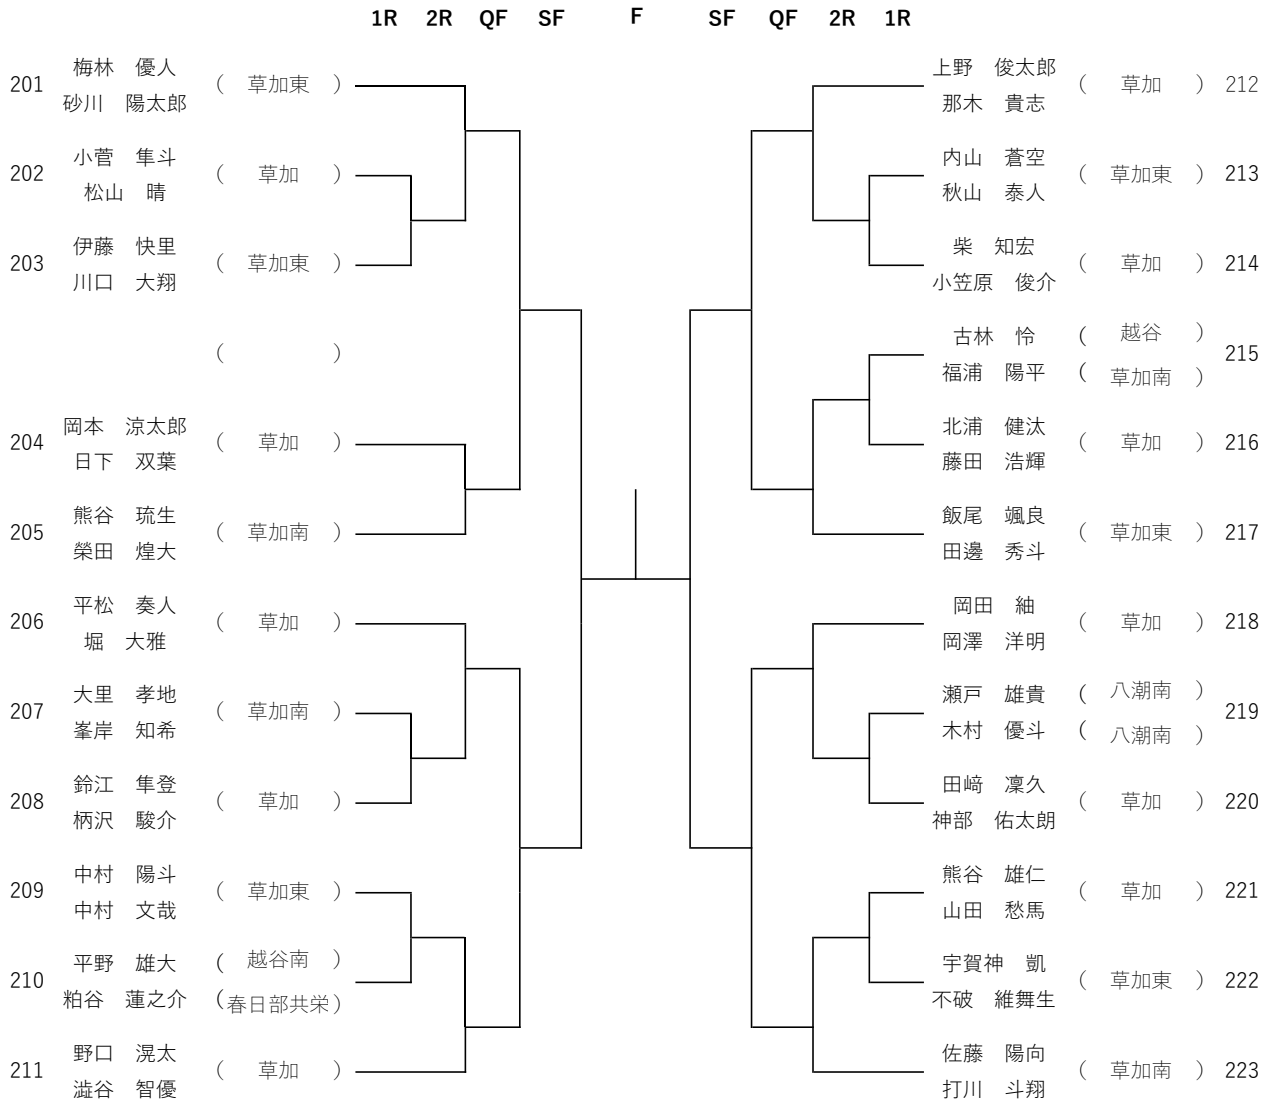 1R 2R QF SF F SF QF 2R 1R
梅林　優人 上野　俊太郎
201 ( 草加東 ) ( 草加 ) 212
砂川　陽太郎 那木　貴志
小菅　隼斗 内山　蒼空
202 ( 草加 ) ( 草加東 ) 213
松山　晴 秋山　泰人
伊藤　快里 柴　知宏
203 ( 草加東 ) ( 草加 ) 214
川口　大翔 小笠原　俊介
古林　怜 ( 越谷 )
( ) 215
福浦　陽平 ( 草加南 )
岡本　涼太郎 北浦　健汰
204 ( 草加 ) ( 草加 ) 216
日下　双葉 藤田　浩輝
熊谷　琉生 飯尾　颯良
205 ( 草加南 ) ( 草加東 ) 217
榮田　煌大 田邊　秀斗
平松　奏人 岡田　紬
206 ( 草加 ) ( 草加 ) 218
堀　大雅 岡澤　洋明
大里　孝地 瀬戸　雄貴 ( 八潮南 )
207 ( 草加南 ) 219
峯岸　知希 木村　優斗 ( 八潮南 )
鈴江　隼登 田﨑　凜久
208 ( 草加 ) ( 草加 ) 220
柄沢　駿介 神部　佑太朗
中村　陽斗 熊谷　雄仁
209 ( 草加東 ) ( 草加 ) 221
中村　文哉 山田　愁馬
平野　雄大 ( 越谷南 ) 宇賀神　凱
210 ( 草加東 ) 222
粕谷　蓮之介 ( 春日部共栄 ) 不破　維舞生
野口　滉太 佐藤　陽向
211 ( 草加 ) ( 草加南 ) 223
澁谷　智優 打川　斗翔